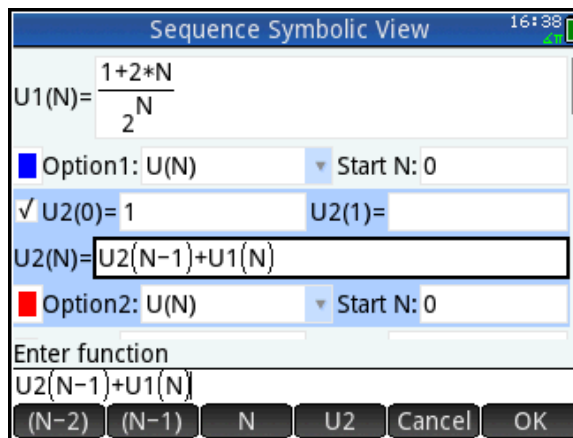 Sequence Symbolic View 16:38
∡π
1+2*N
U1(N)=
2^N
Option1: U(N) Start N: 0
√ U2(0)= 1 U2(1)=
U2(N)= U2(N-1)+U1(N)
Option2: U(N) Start N: 0
Enter function
U2(N-1)+U1(N)
(N-2) (N-1) N U2 Cancel OK